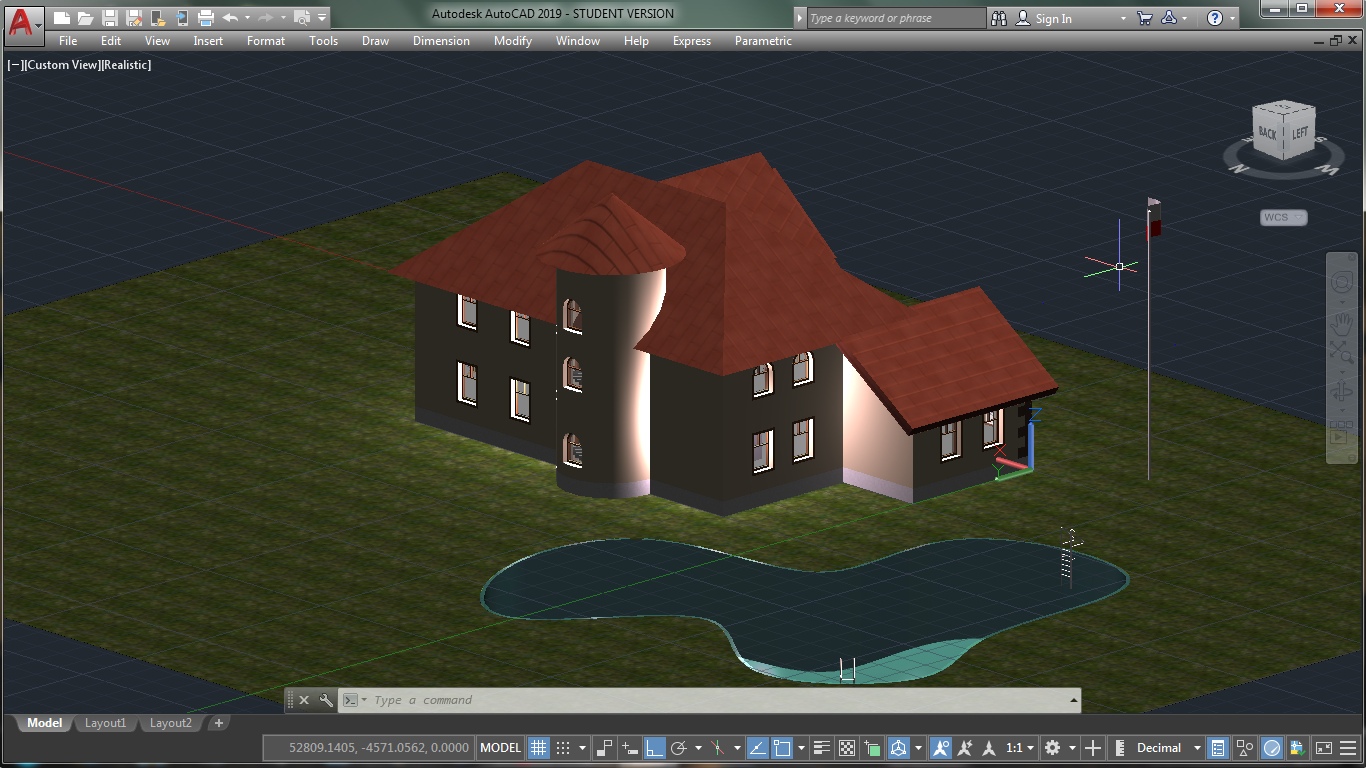 Autodesk AutoCAD 2019 - STUDENT VERSION
Type a keyword or phrase
Sign In
File Edit View Insert Format Tools Draw Dimension Modify Window Help Express Parametric
[−][Custom View][Realistic]
BACK LEFT
N
WCS
Z
X
Y
Type a command
Model Layout1 Layout2 +
52809.1405, -4571.0562, 0.0000 MODEL 1:1 Decimal